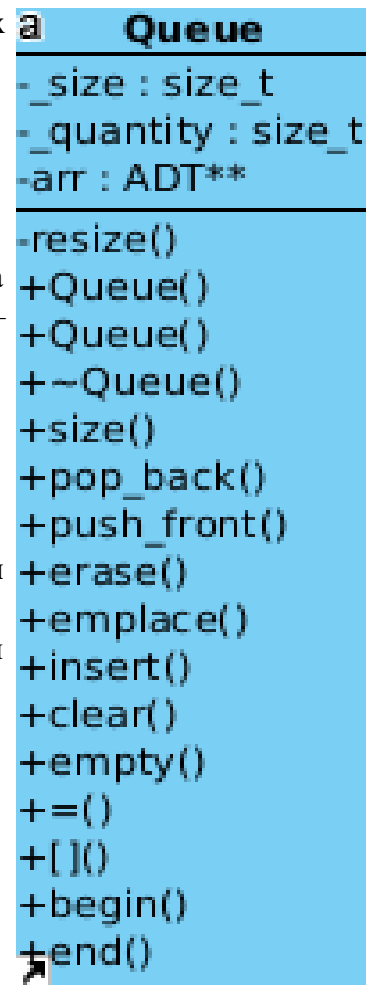 a Queue
-_size : size_t
-_quantity : size_t
-arr : ADT**
-resize()
+Queue()
+Queue()
+~Queue()
+size()
+pop_back()
+push_front()
+erase()
+emplace()
+insert()
+clear()
+empty()
+=()
+[]()
+begin()
+end()